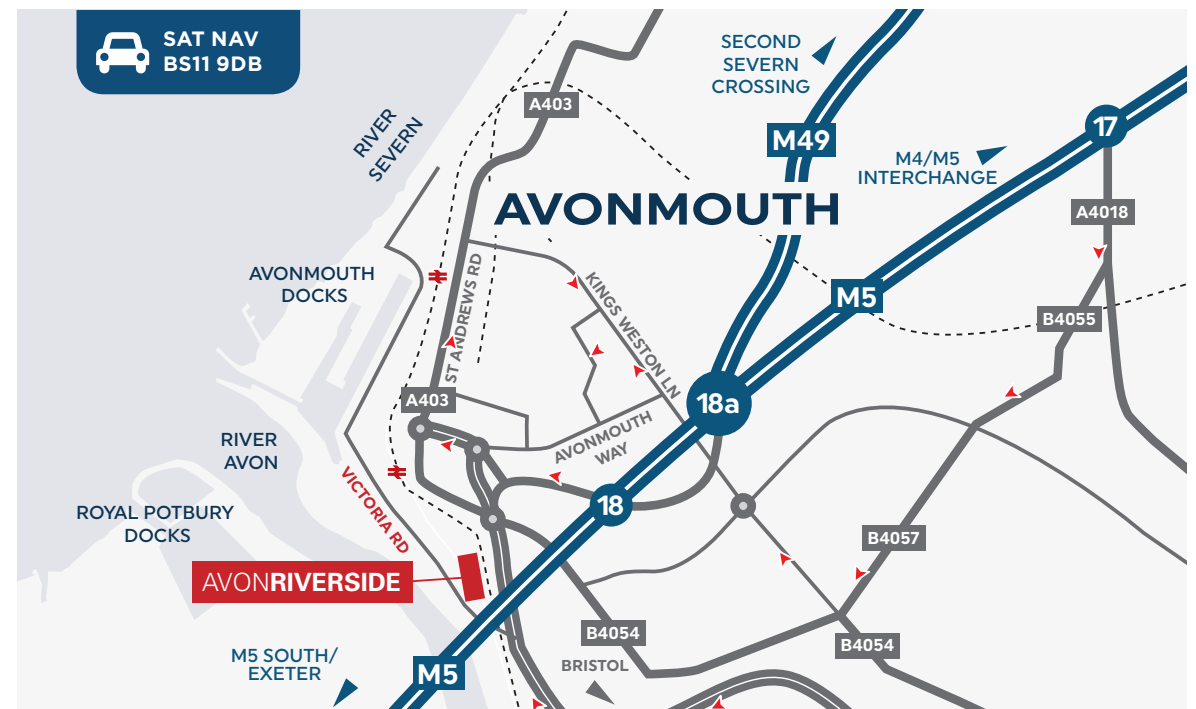 SAT NAV
BS11 9DB
SECOND
SEVERN
CROSSING
A403
RIVER
SEVERN
M49
17
M4/M5
INTERCHANGE
AVONMOUTH
A4018
AVONMOUTH
DOCKS
ST ANDREWS RD
KINGS WESTON LN
M5
B4055
A403
18a
AVONMOUTH
WAY
RIVER
AVON
VICTORIA RD
18
ROYAL POTBURY
DOCKS
B4057
AVONRIVERSIDE
B4054
B4054
M5 SOUTH/
EXETER
M5
BRISTOL